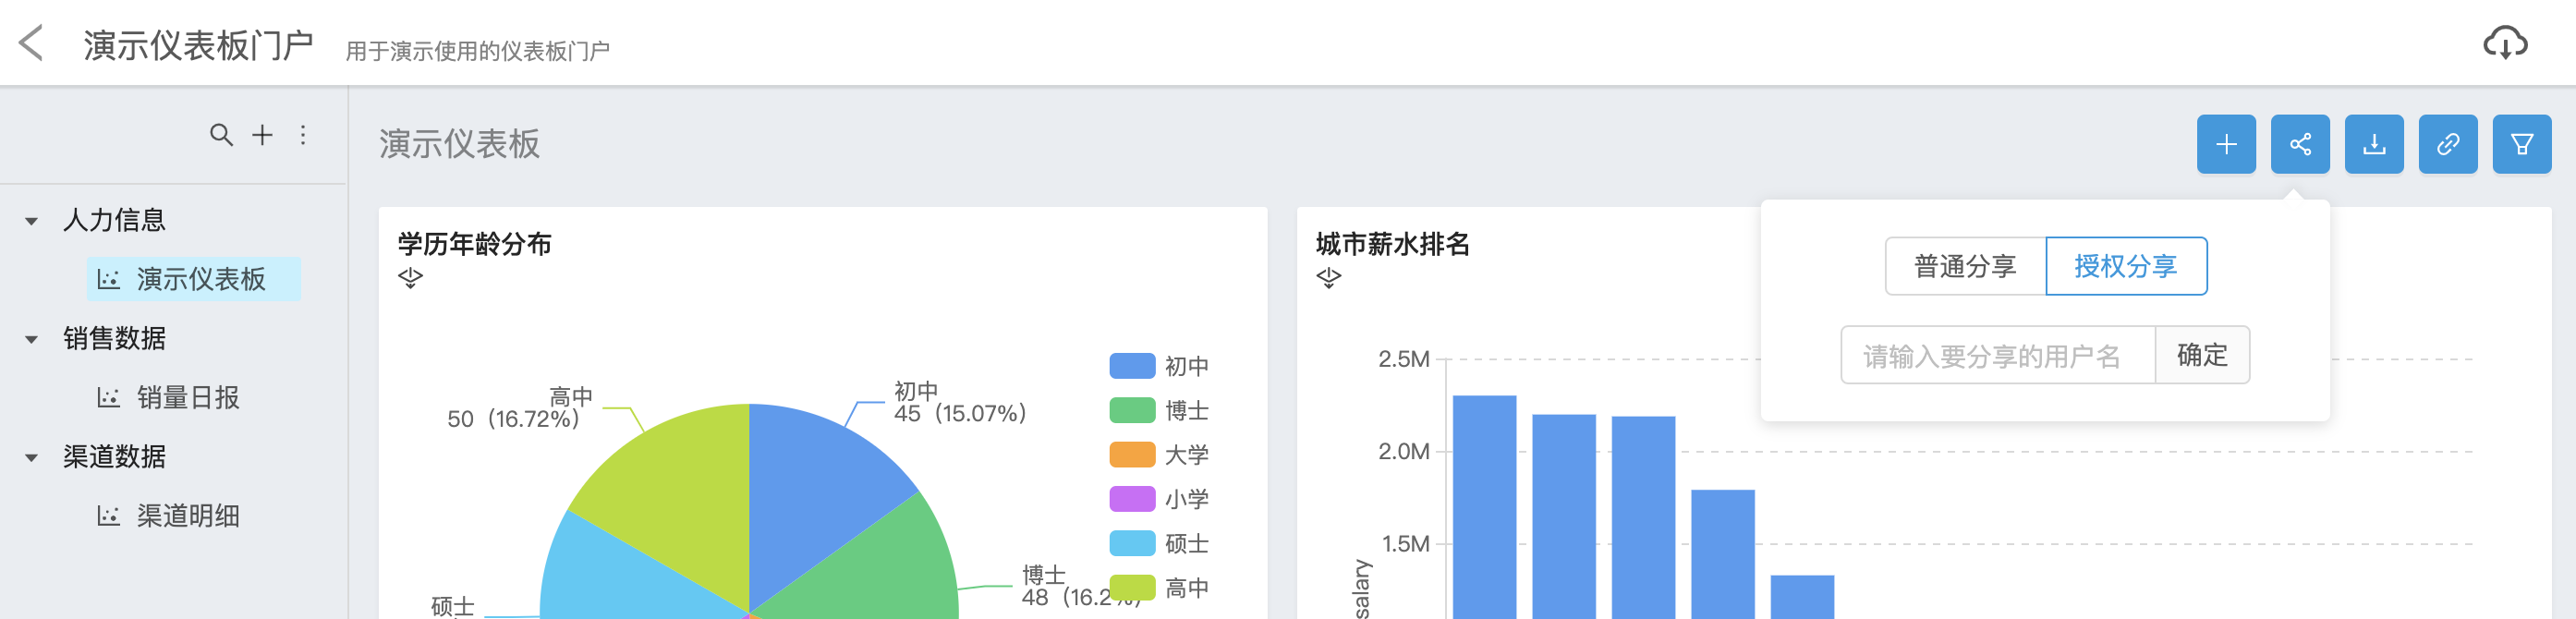 演示仪表板门户 用于演示使用的仪表板门户
人力信息
演示仪表板
销售数据
销量日报
渠道数据
渠道明细
演示仪表板
学历年龄分布
高中
50（16.72%）
初中
45（15.07%）
博士
48（16.2
硕士
初中
博士
大学
小学
硕士
高中
城市薪水排名
2.5M
2.0M
1.5M
salary
普通分享 授权分享
请输入要分享的用户名 确定